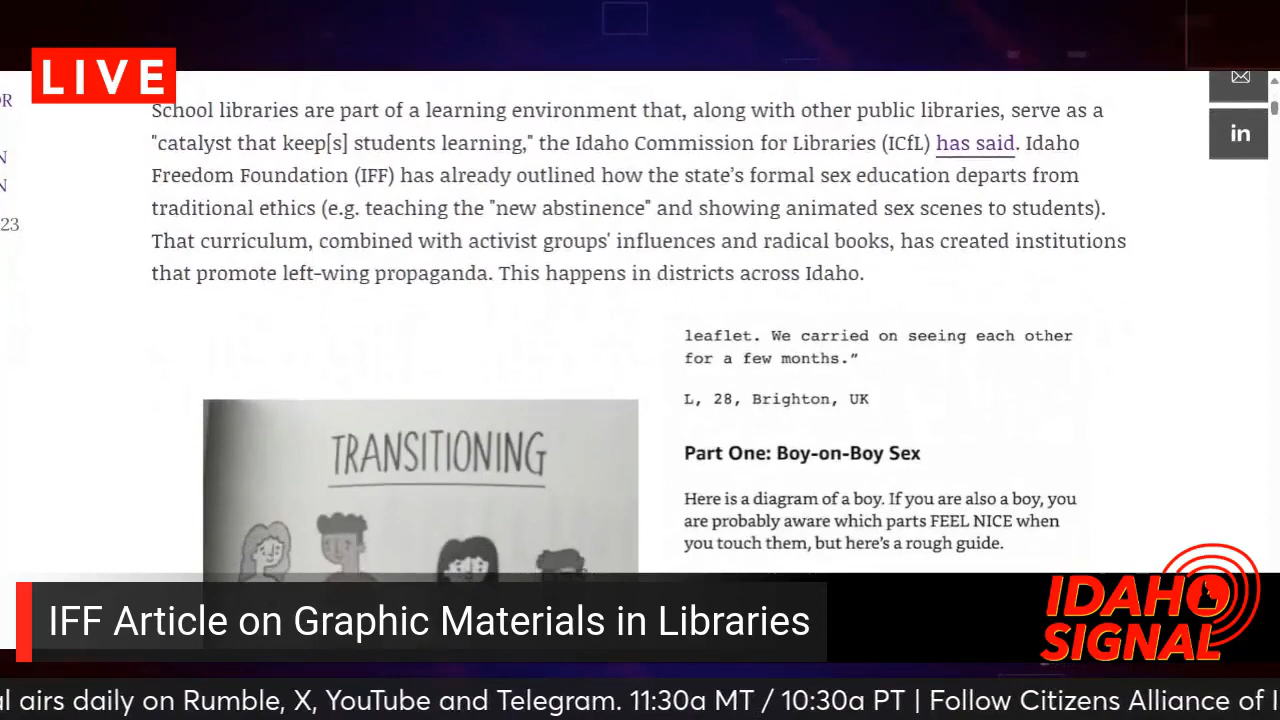 LIVE
School libraries are part of a learning environment that, along with other public libraries, serve as a
"catalyst that keep[s] students learning," the Idaho Commission for Libraries (ICfL) has said. Idaho
Freedom Foundation (IFF) has already outlined how the state’s formal sex education departs from
traditional ethics (e.g. teaching the "new abstinence" and showing animated sex scenes to students).
That curriculum, combined with activist groups' influences and radical books, has created institutions
that promote left-wing propaganda. This happens in districts across Idaho.
OR
N
N
23
in
leaflet. We carried on seeing each other
for a few months.”
L, 28, Brighton, UK
Part One: Boy-on-Boy Sex
Here is a diagram of a boy. If you are also a boy, you
are probably aware which parts FEEL NICE when
you touch them, but here’s a rough guide.
TRANSITIONING
IFF Article on Graphic Materials in Libraries
IDAHO
SIGNAL
al airs daily on Rumble, X, YouTube and Telegram. 11:30a MT / 10:30a PT | Follow Citizens Alliance of I